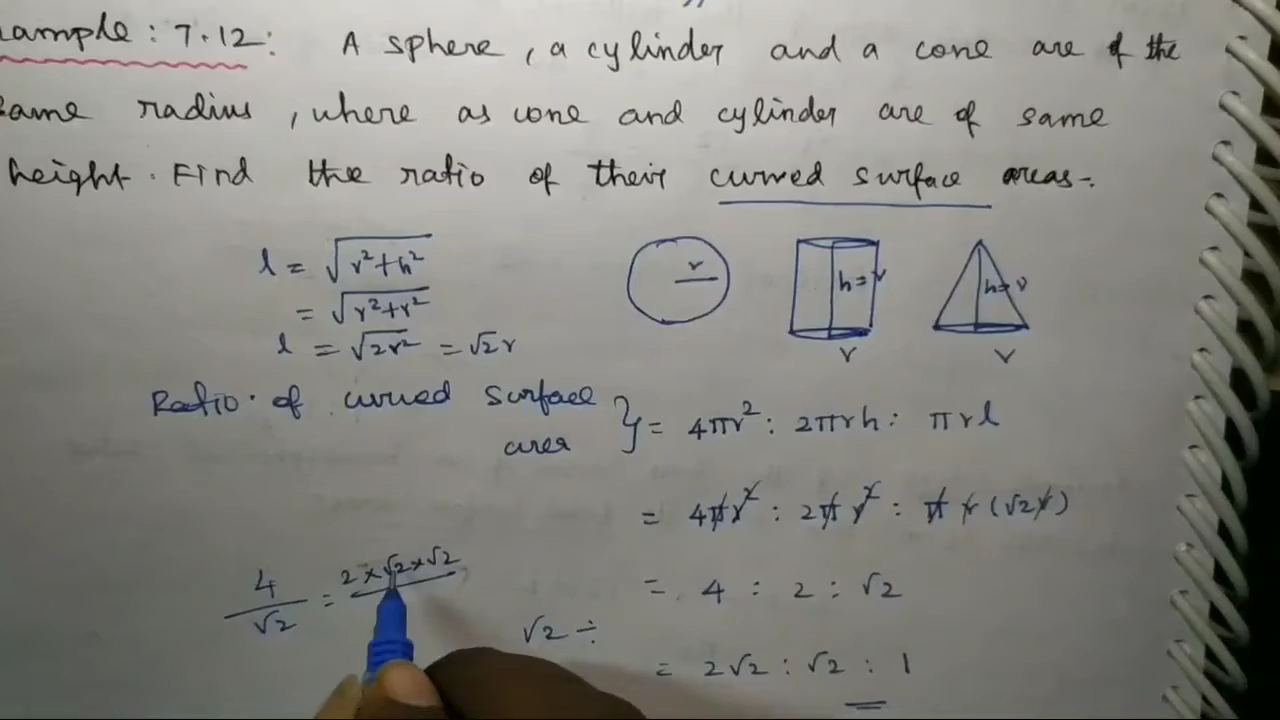 ample: 7.12: A sphere, a cylinder and a cone are of the
ame radius, where as cone and cylinder are of same
height. Find the ratio of their curved surface areas.
l = √(r²+h²)
= √(r²+r²)
l = √(2r²) = √2r
r
h=r
r
h=r
r
Ratio of curved surface
area } = 4πr² : 2πrh : πrl
= 4πr² : 2πr² : πr(√2r)
= 4 : 2 : √2
√2 ÷
= 2√2 : √2 : 1
4/√2 = 2×√2×√2